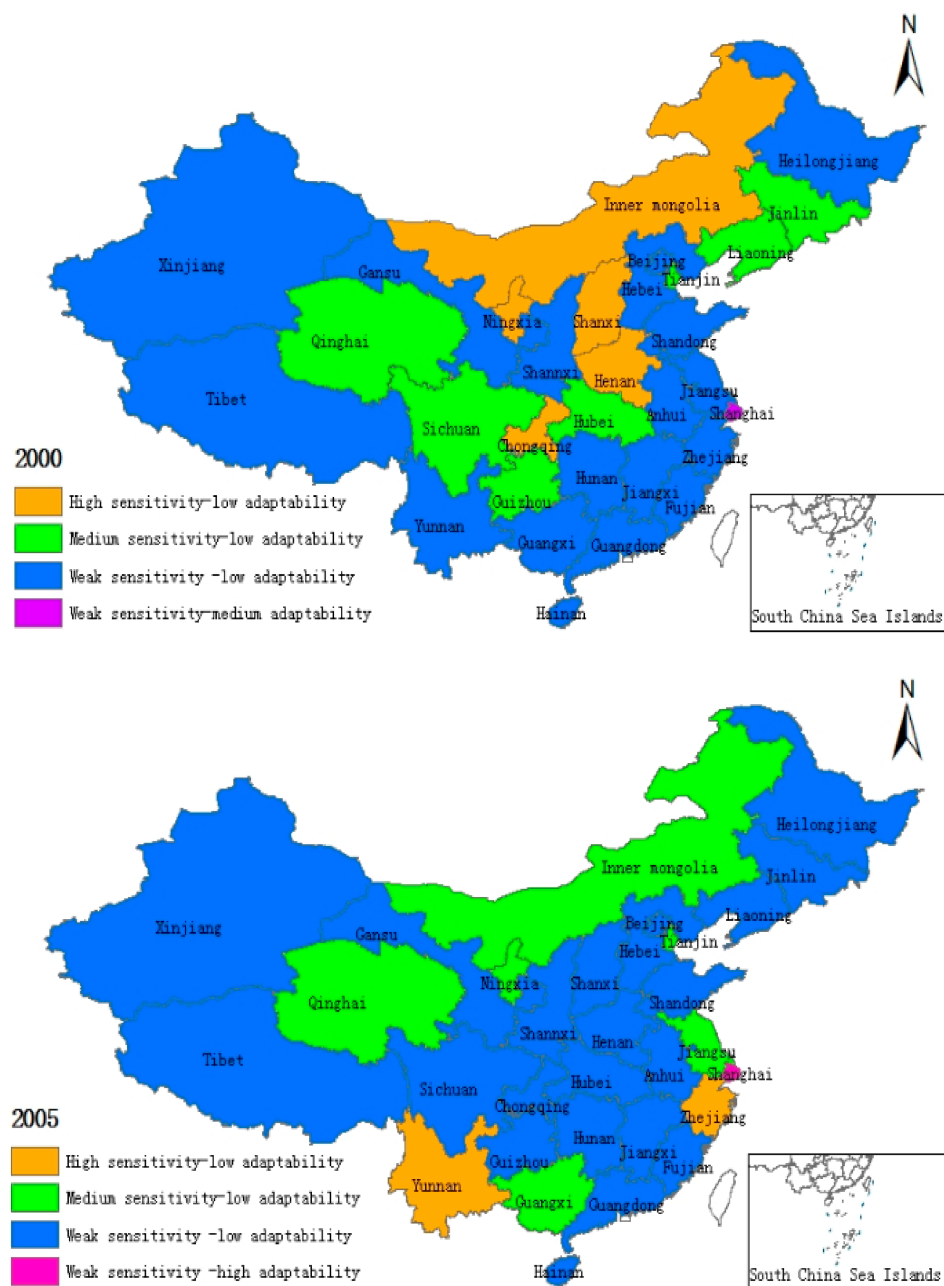 N
Heilongjiang
Inner mongolia
Jinlin
Xinjiang
Beijing
Liaoning
Gansu
Tianjin
Hebei
Ningxia
Shanxi
Qinghai
Shandong
Shannxi
Henan
Tibet
Jiangsu
Anhui
Shanghai
Sichuan
Hubei
Chongqing
Zhejiang
2000
Hunan
High sensitivity-low adaptability
Guizhou
Jiangxi
Fujian
Yunnan
Medium sensitivity-low adaptability
Guangxi
Guangdong
Weak sensitivity -low adaptability
Weak sensitivity-medium adaptability
Hainan
South China Sea Islands
N
Heilongjiang
Inner mongolia
Jinlin
Liaoning
Xinjiang
Beijing
Gansu
Tianjin
Hebei
Ningxia
Shanxi
Qinghai
Shandong
Shannxi
Henan
Jiangsu
Tibet
Shanghai
Anhui
Hubei
Sichuan
Chongqing
2005
Zhejiang
Hunan
Jiangxi
High sensitivity-low adaptability
Guizhou
Fujian
Yunnan
Medium sensitivity-low adaptability
Guangxi
Guangdong
Weak sensitivity -low adaptability
Weak sensitivity -high adaptability
Hainan
South China Sea Islands